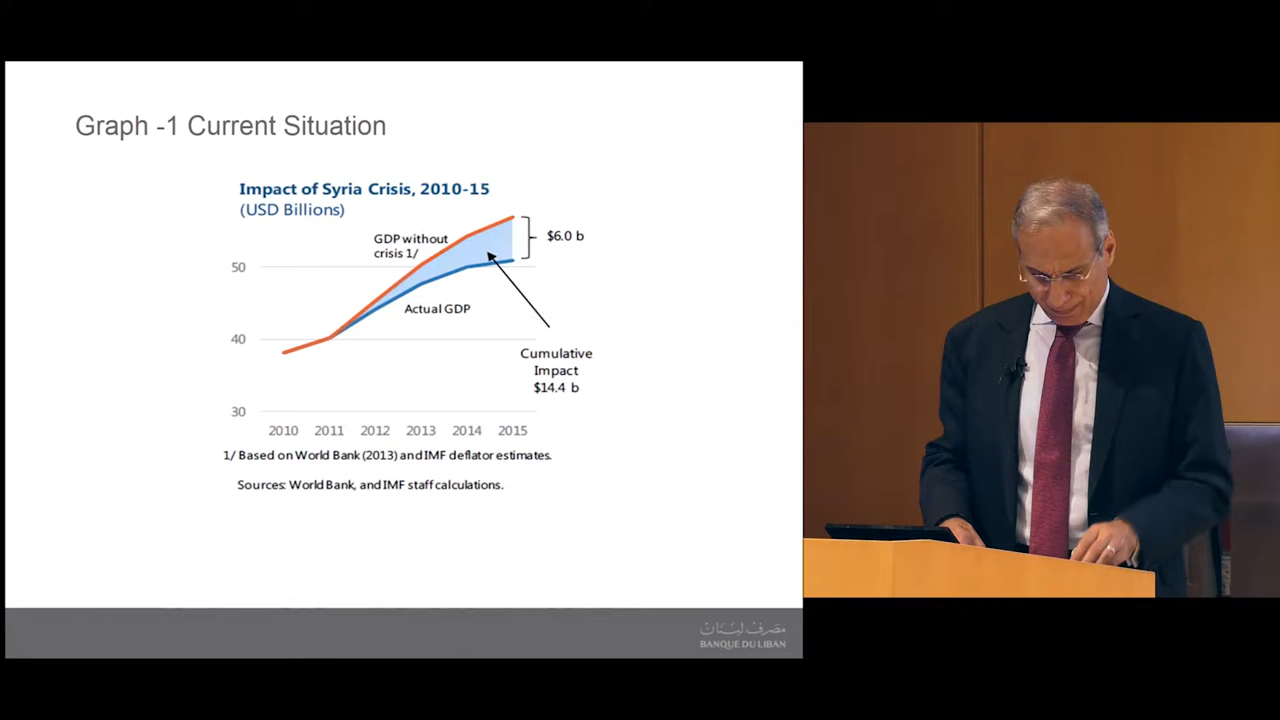 Graph -1 Current Situation
Impact of Syria Crisis, 2010-15
(USD Billions)
GDP without
crisis 1/
$6.0 b
50
Actual GDP
40
Cumulative
Impact
$14.4 b
30
2010 2011 2012 2013 2014 2015
1/ Based on World Bank (2013) and IMF deflator estimates.
Sources: World Bank, and IMF staff calculations.
مصرف لبنان
BANQUE DU LIBAN